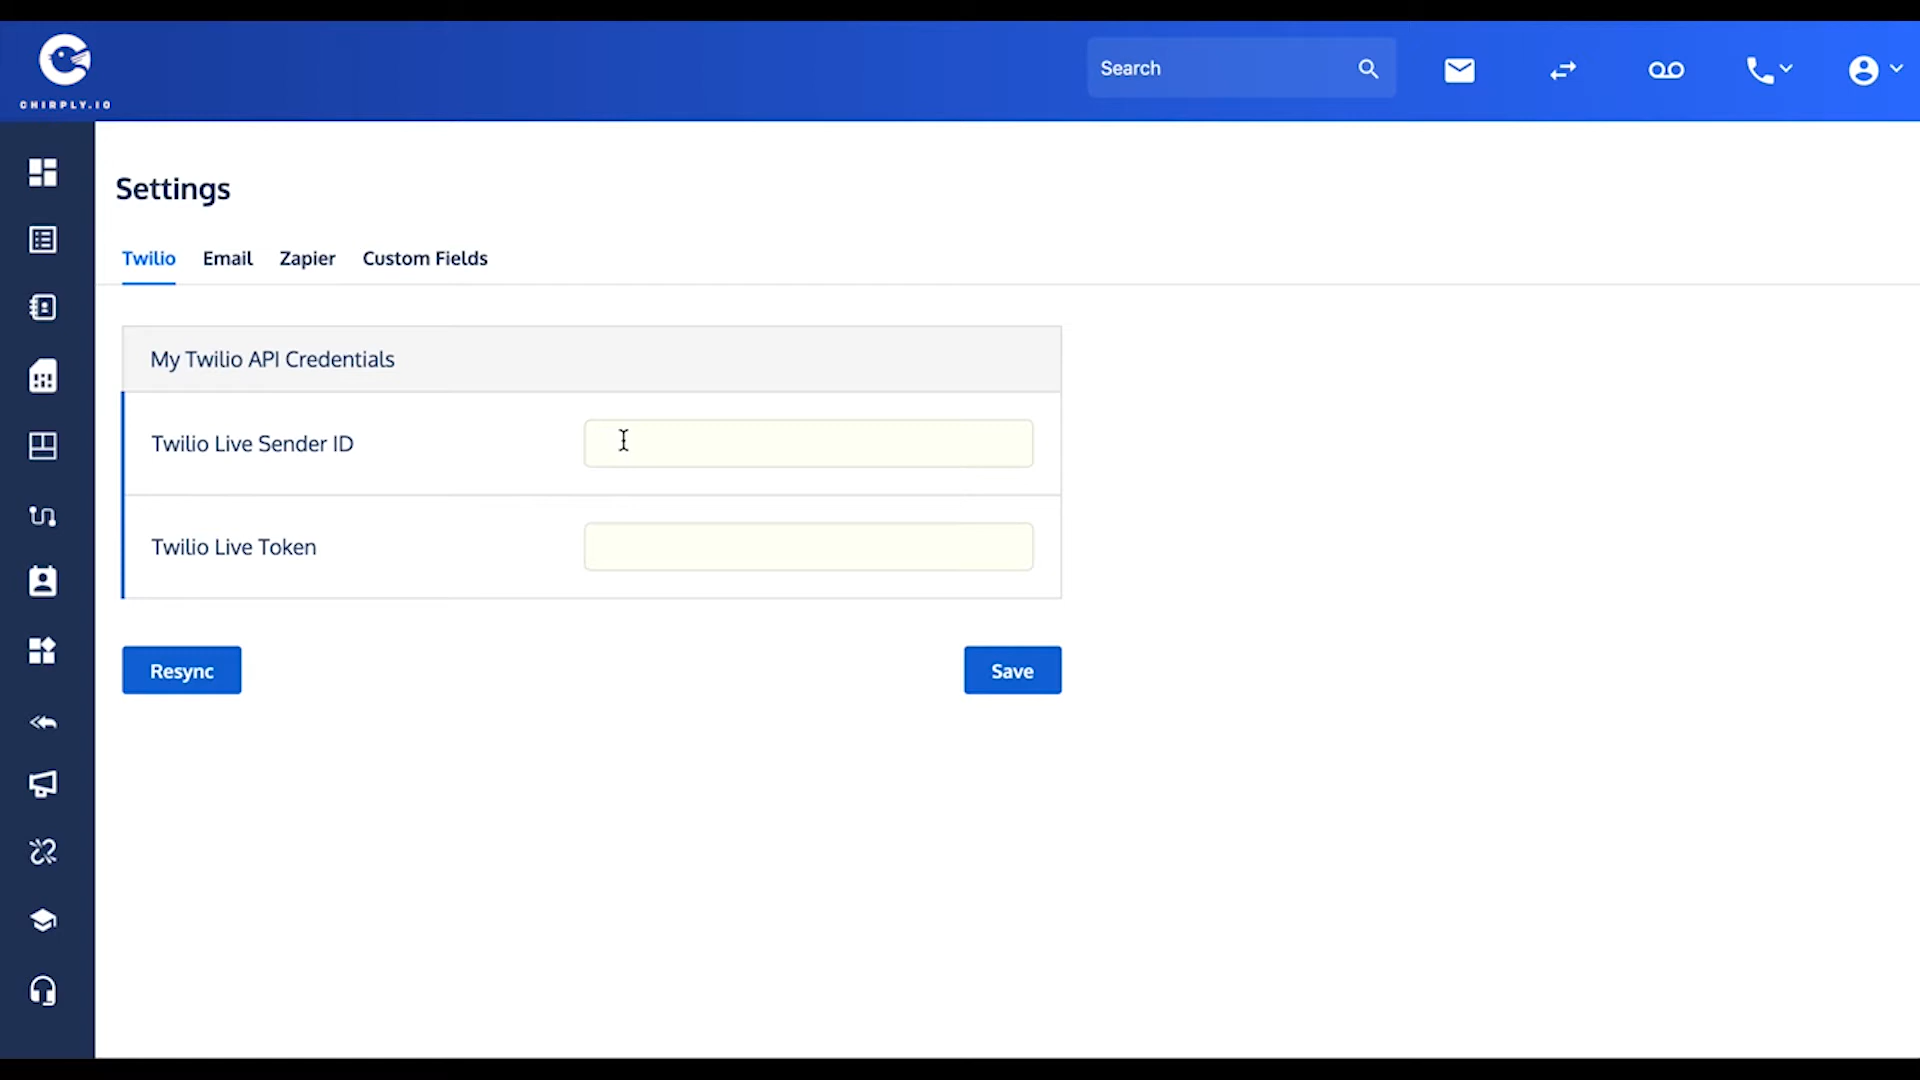 CHIRPLY.IO
Search
Settings
Twilio Email Zapier Custom Fields
My Twilio API Credentials
Twilio Live Sender ID
Twilio Live Token
Resync
Save